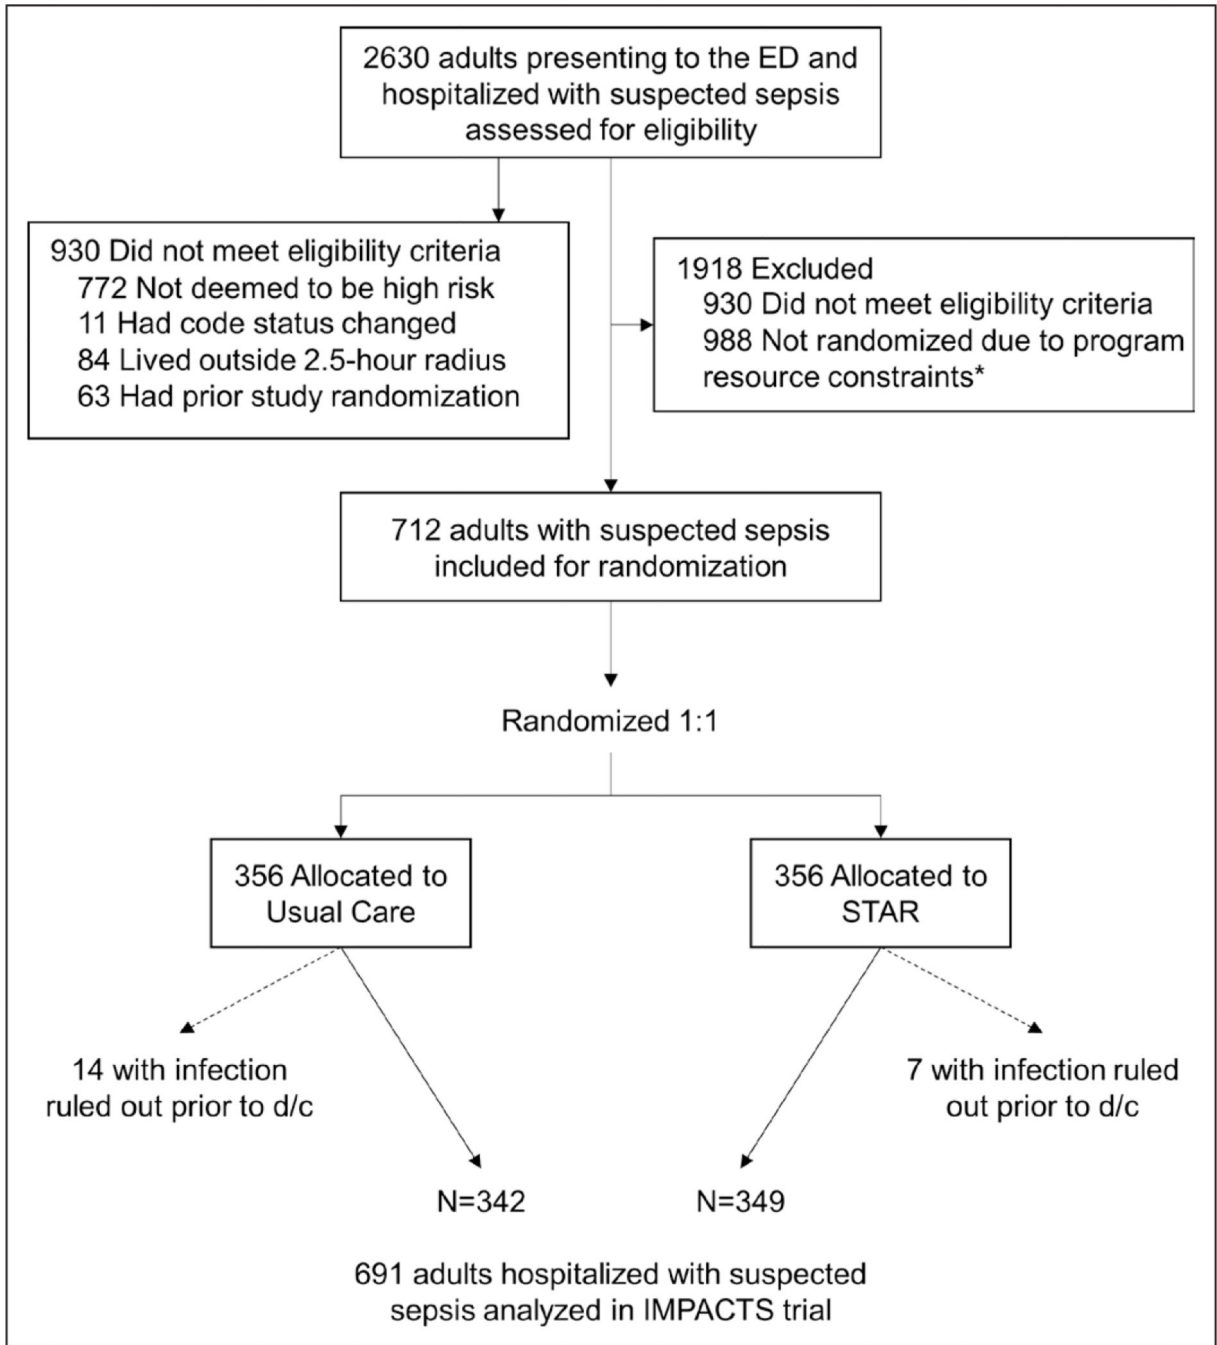 2630 adults presenting to the ED and
hospitalized with suspected sepsis
assessed for eligibility
930 Did not meet eligibility criteria
772 Not deemed to be high risk
11 Had code status changed
84 Lived outside 2.5-hour radius
63 Had prior study randomization
1918 Excluded
930 Did not meet eligibility criteria
988 Not randomized due to program
resource constraints*
712 adults with suspected sepsis
included for randomization
Randomized 1:1
356 Allocated to
Usual Care
356 Allocated to
STAR
14 with infection
ruled out prior to d/c
7 with infection ruled
out prior to d/c
N=342
N=349
691 adults hospitalized with suspected
sepsis analyzed in IMPACTS trial